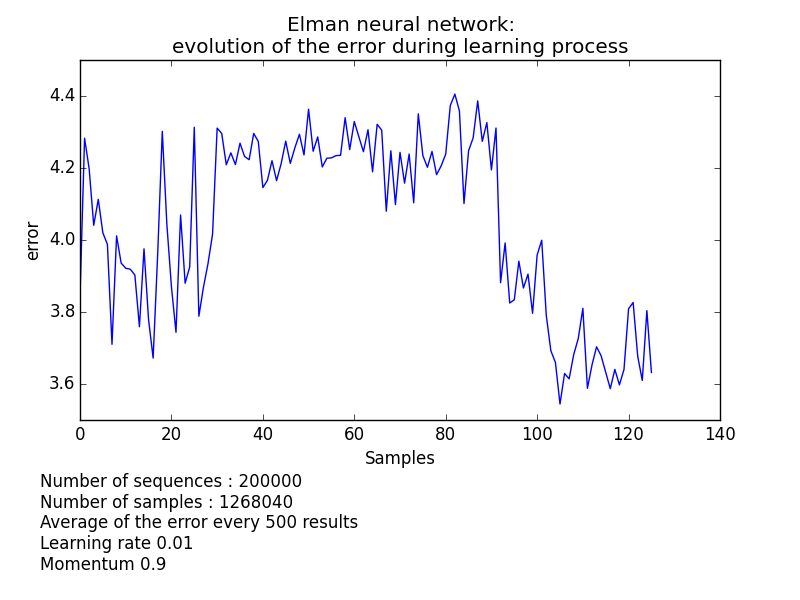 Elman neural network:
evolution of the error during learning process
4.4
4.2
4.0
3.8
3.6
error
0 20 40 60 80 100 120 140
Samples
Number of sequences : 200000
Number of samples : 1268040
Average of the error every 500 results
Learning rate 0.01
Momentum 0.9